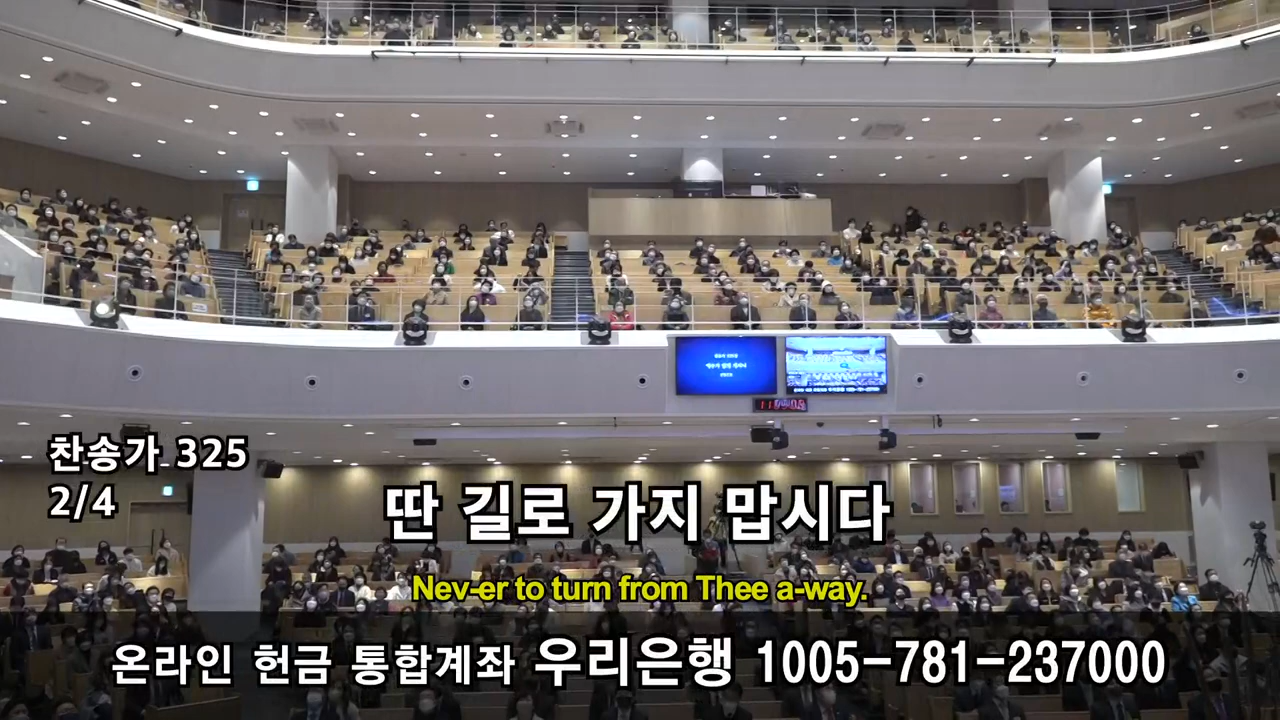 찬송가 325
2/4
딴 길로 가지 맙시다
Nev-er to turn from Thee a-way.
온라인 헌금 통합계좌 우리은행 1005-781-237000